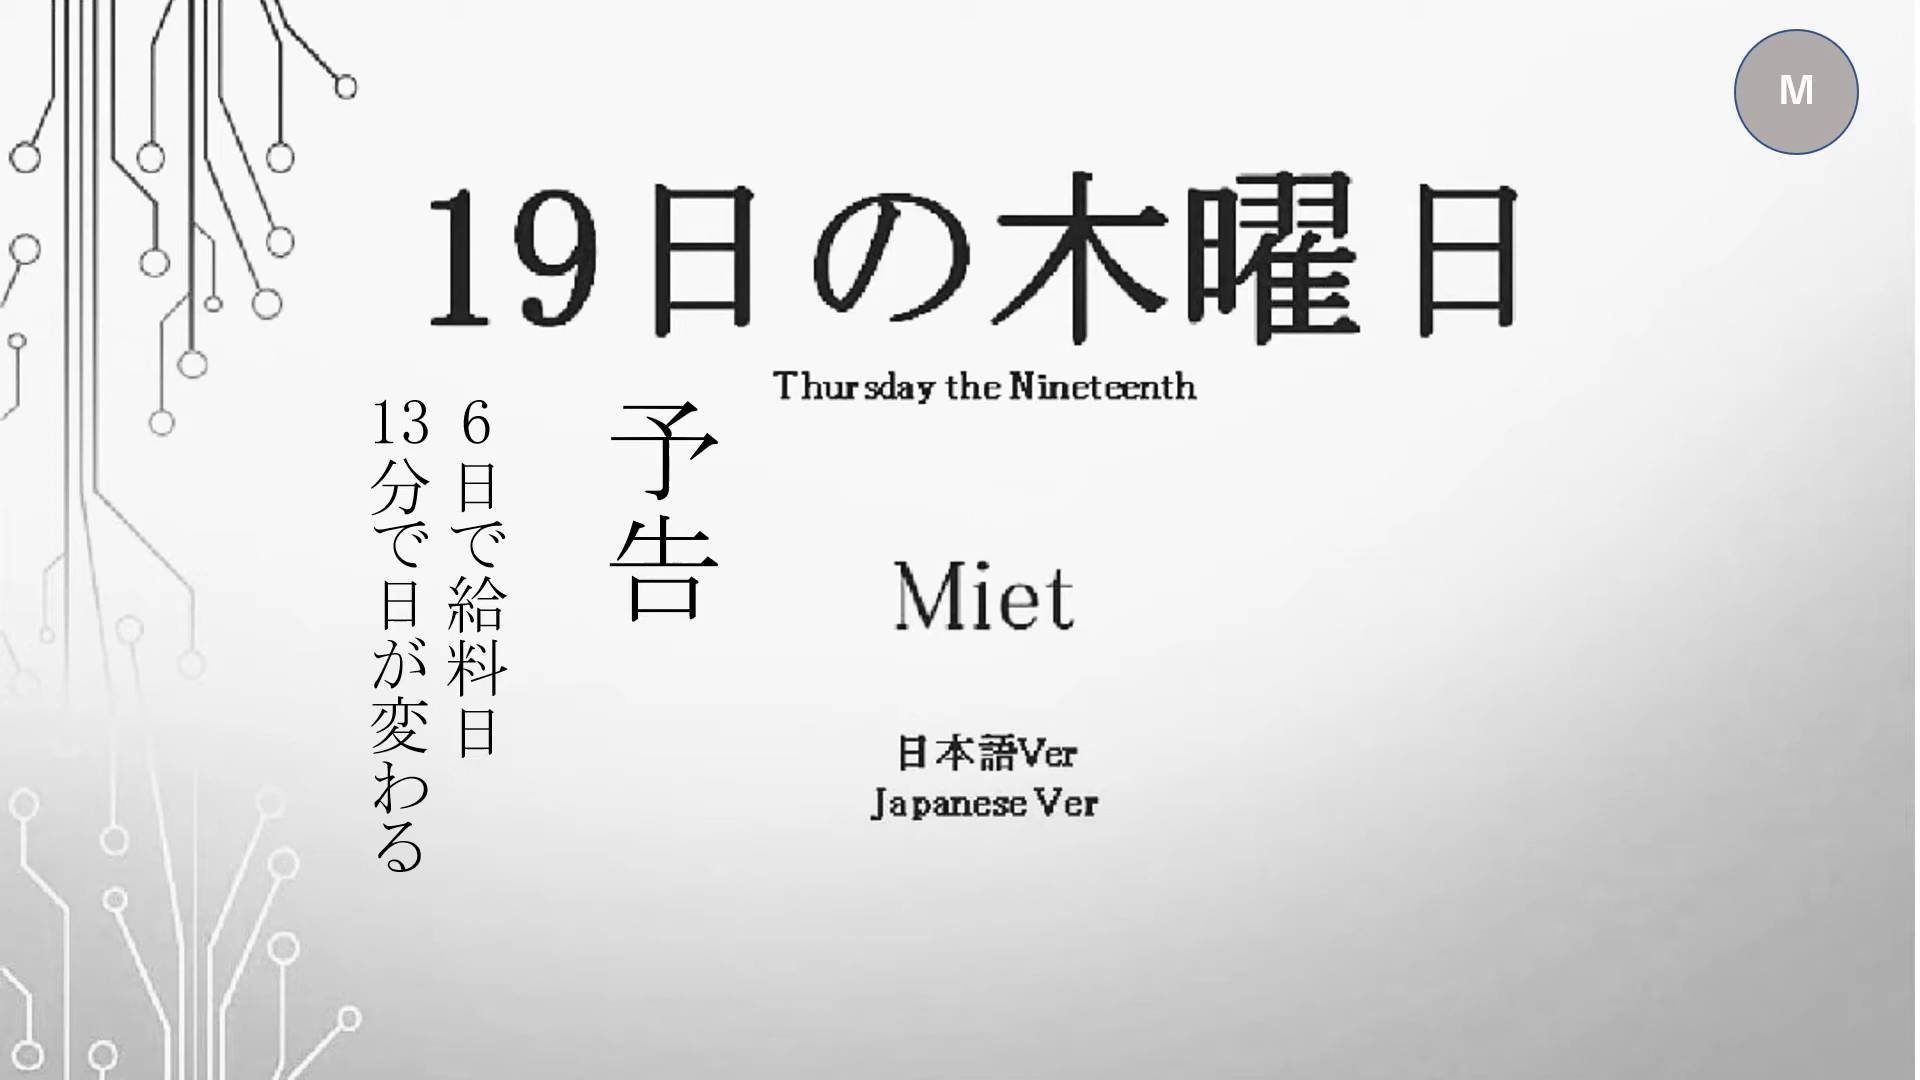 M
19日の木曜日
Thursday the Nineteenth
予告
6日で給料日
13分で日が変わる
Miet
日本語Ver
Japanese Ver